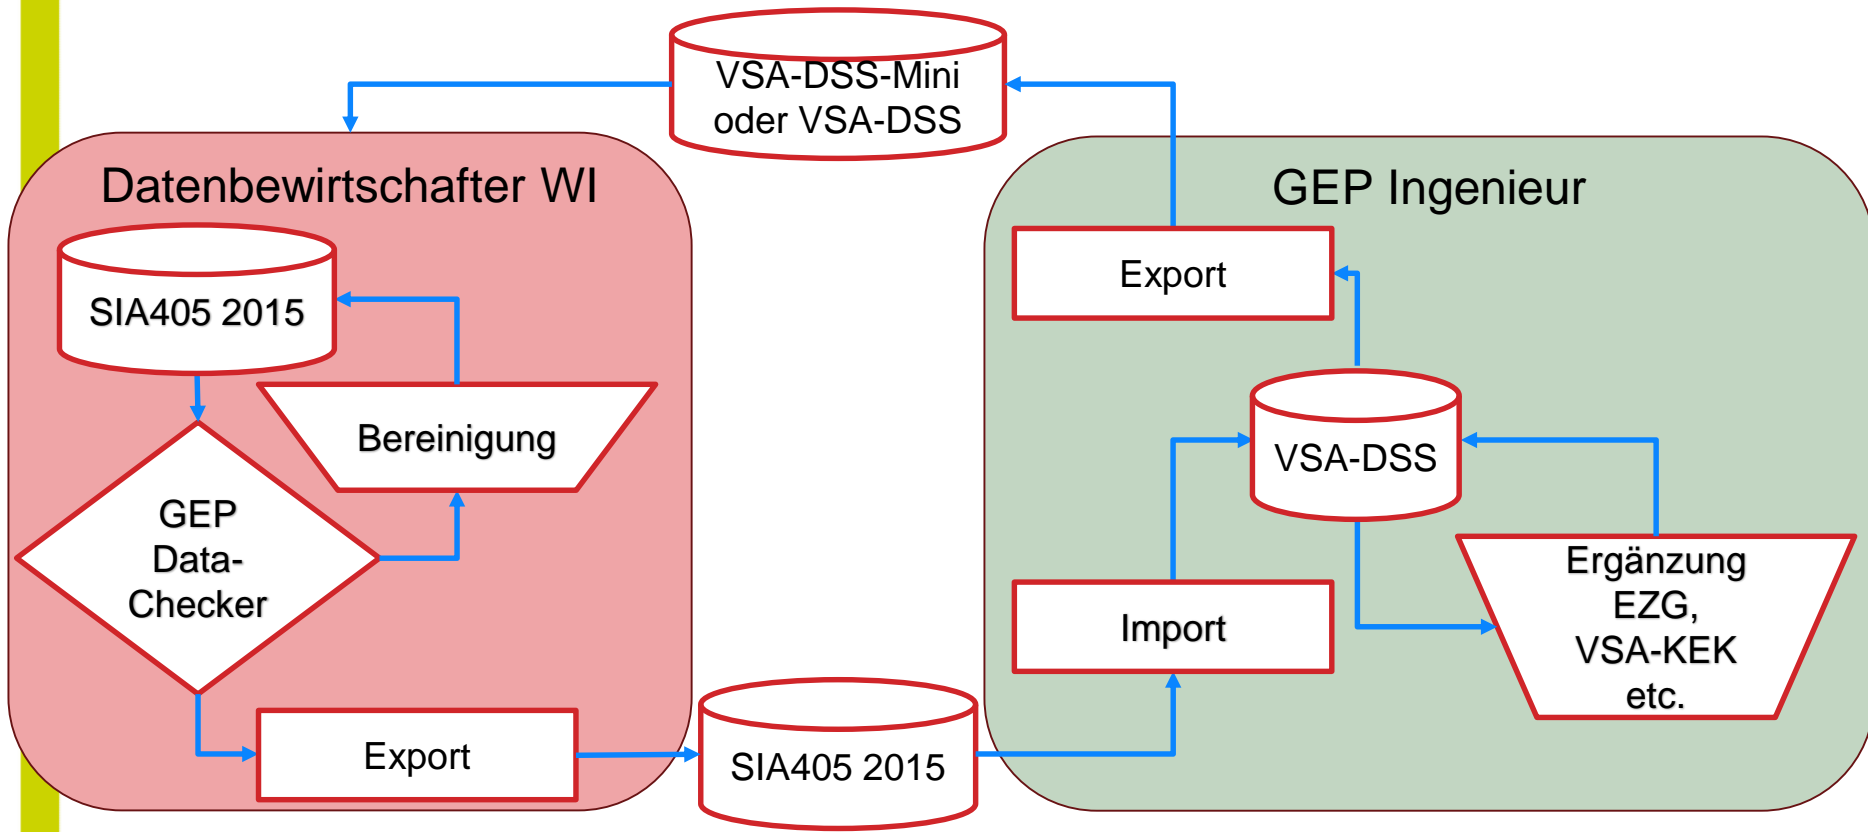 VSA-DSS-Mini
oder VSA-DSS
Datenbewirtschafter WI
SIA405 2015
Bereinigung
GEP
Data-
Checker
Export
SIA405 2015
GEP Ingenieur
Export
VSA-DSS
Import
Ergänzung
EZG,
VSA-KEK
etc.